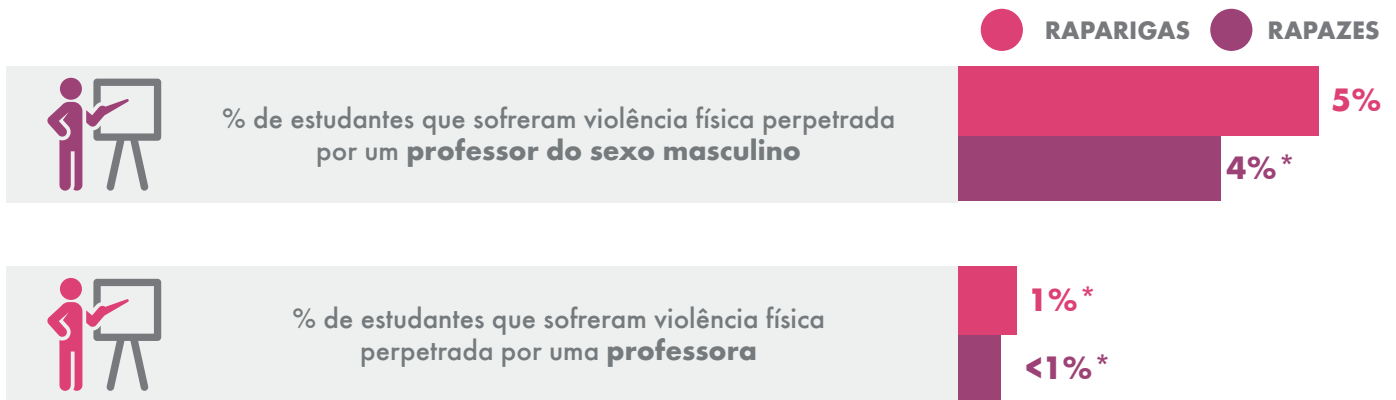 RAPARIGAS RAPAZES
% de estudantes que sofreram violência física perpetrada
por um professor do sexo masculino
5%
4%*
% de estudantes que sofreram violência física
perpetrada por uma professora
1%*
<1%*